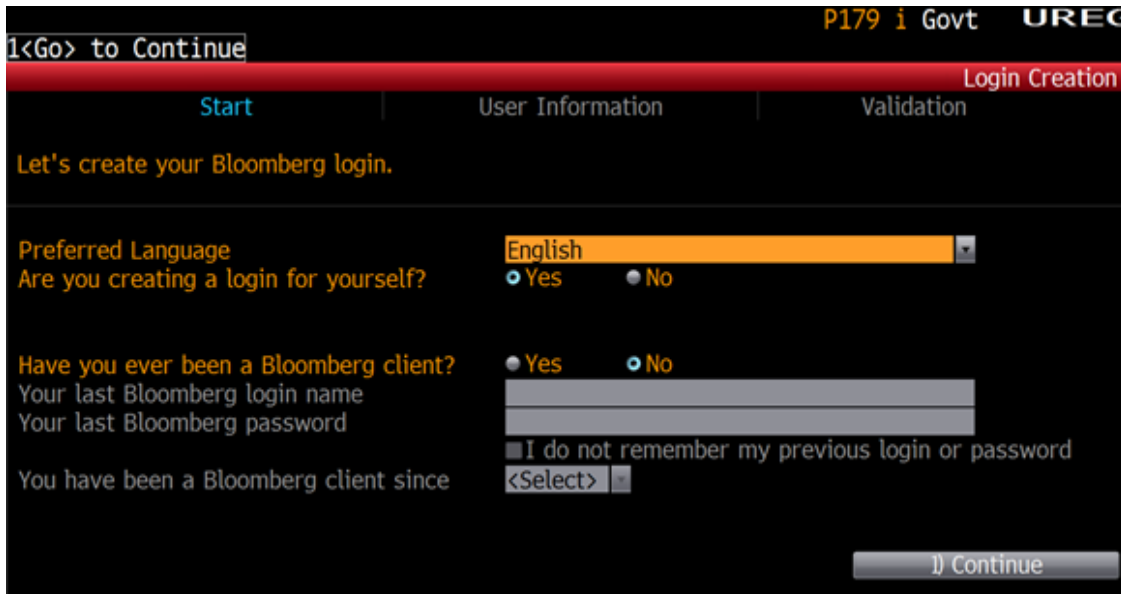 P179 i Govt UREG
1<Go> to Continue
Login Creation
Start User Information Validation
Let's create your Bloomberg login.
Preferred Language English
Are you creating a login for yourself? Yes No
Have you ever been a Bloomberg client? Yes No
Your last Bloomberg login name
Your last Bloomberg password
I do not remember my previous login or password
You have been a Bloomberg client since <Select>
1) Continue